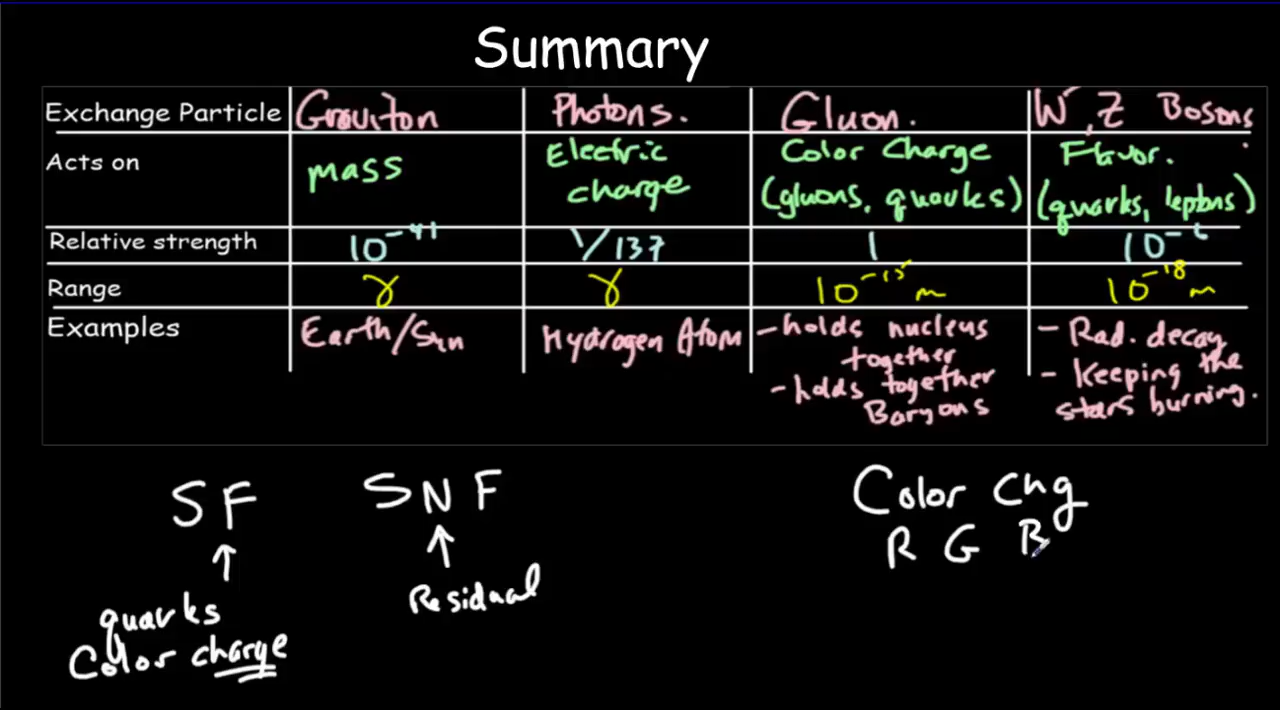 Summary
Exchange Particle Graviton Photons. Gluon. W, Z Bosons
Acts on mass Electric charge Color Charge (gluons, quarks) Flavor. (quarks, leptons)
Relative strength 10⁻⁴¹ 1/137 1 10⁻⁶
Range γ γ 10⁻¹⁵ m 10⁻¹⁸ m
Examples Earth/Sun Hydrogen Atom - holds nucleus together - Rad. decay
- holds together Baryons - Keeping the stars burning.
SF SNF Color Chg
↑ ↑ R G B
quarks Residual
Color charge